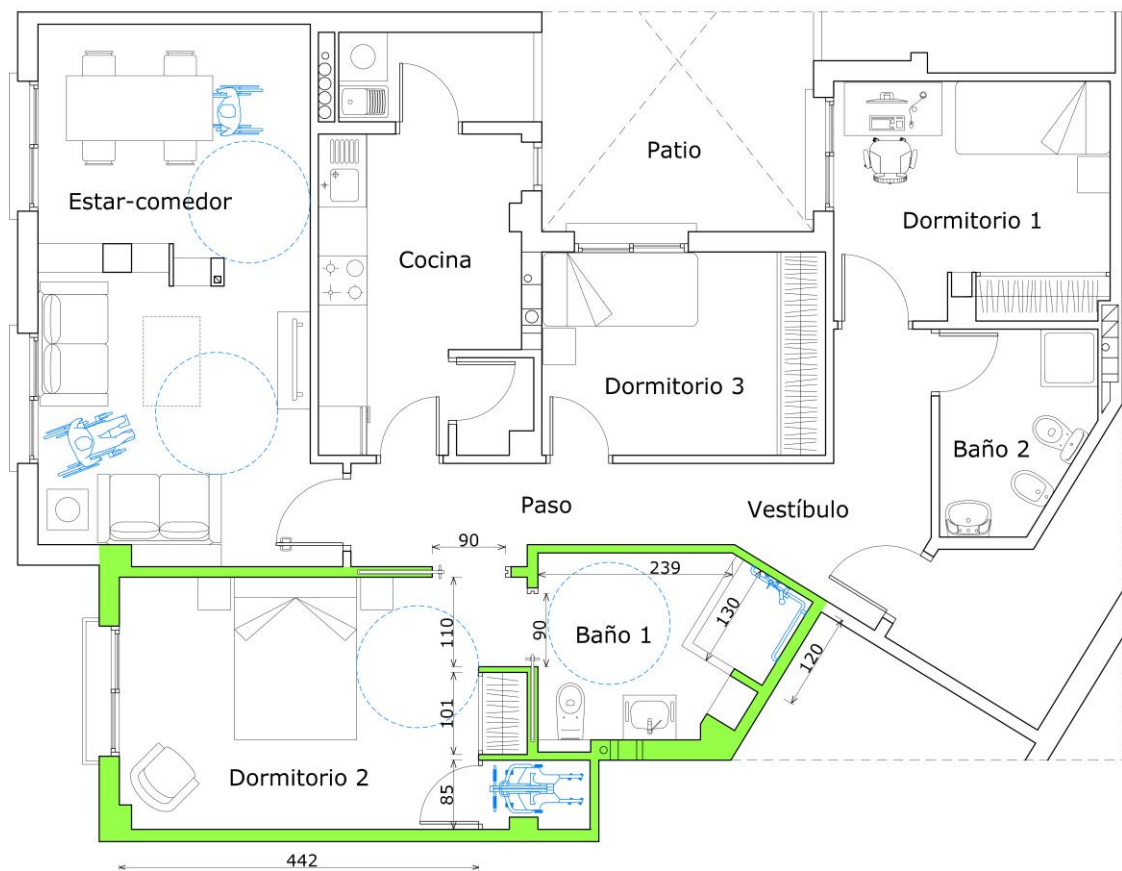 Patio
Estar-comedor
Dormitorio 1
Cocina
Dormitorio 3
Baño 2
Paso
Vestíbulo
90
239
130
110
90
Baño 1
120
101
Dormitorio 2
85
442